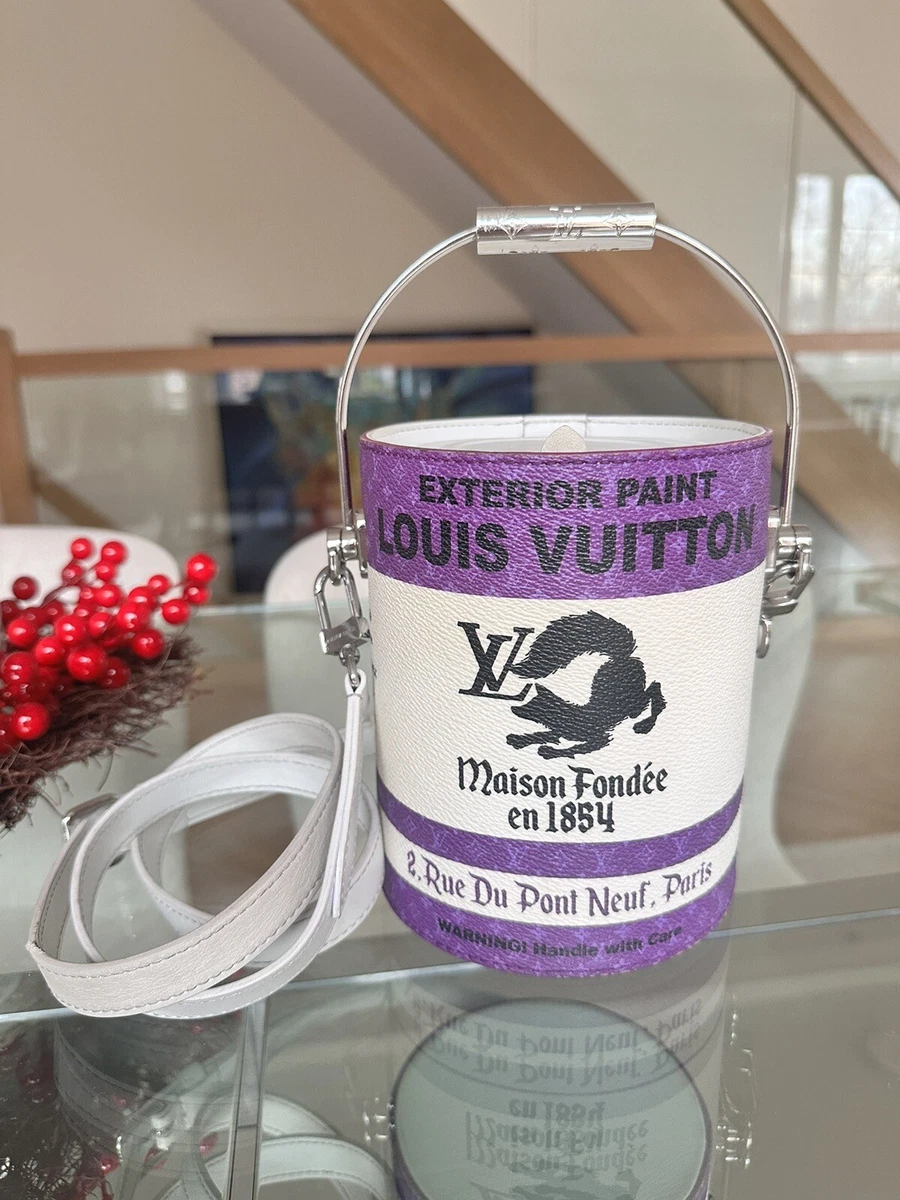 EXTERIOR PAINT
LOUIS VUITTON
LV
Maison Fondée
en 1854
2, Rue Du Pont Neuf, Paris
WARNING! Handle with Care